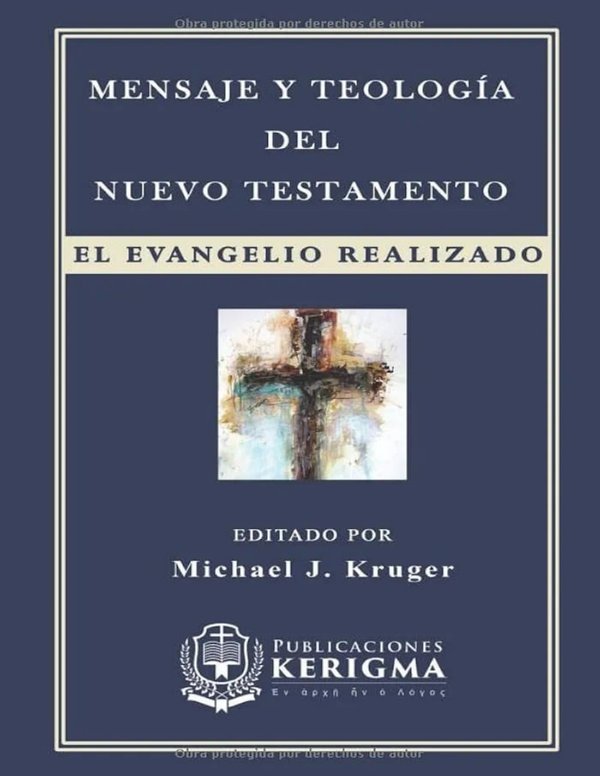 Obra protegida por derechos de autor
MENSAJE Y TEOLOGÍA
DEL
NUEVO TESTAMENTO
EL EVANGELIO REALIZADO
EDITADO POR
Michael J. Kruger
PUBLICACIONES
KERIGMA
Ἐν ἀρχῇ ἦν ὁ Λόγος
Obra protegida por derechos de autor